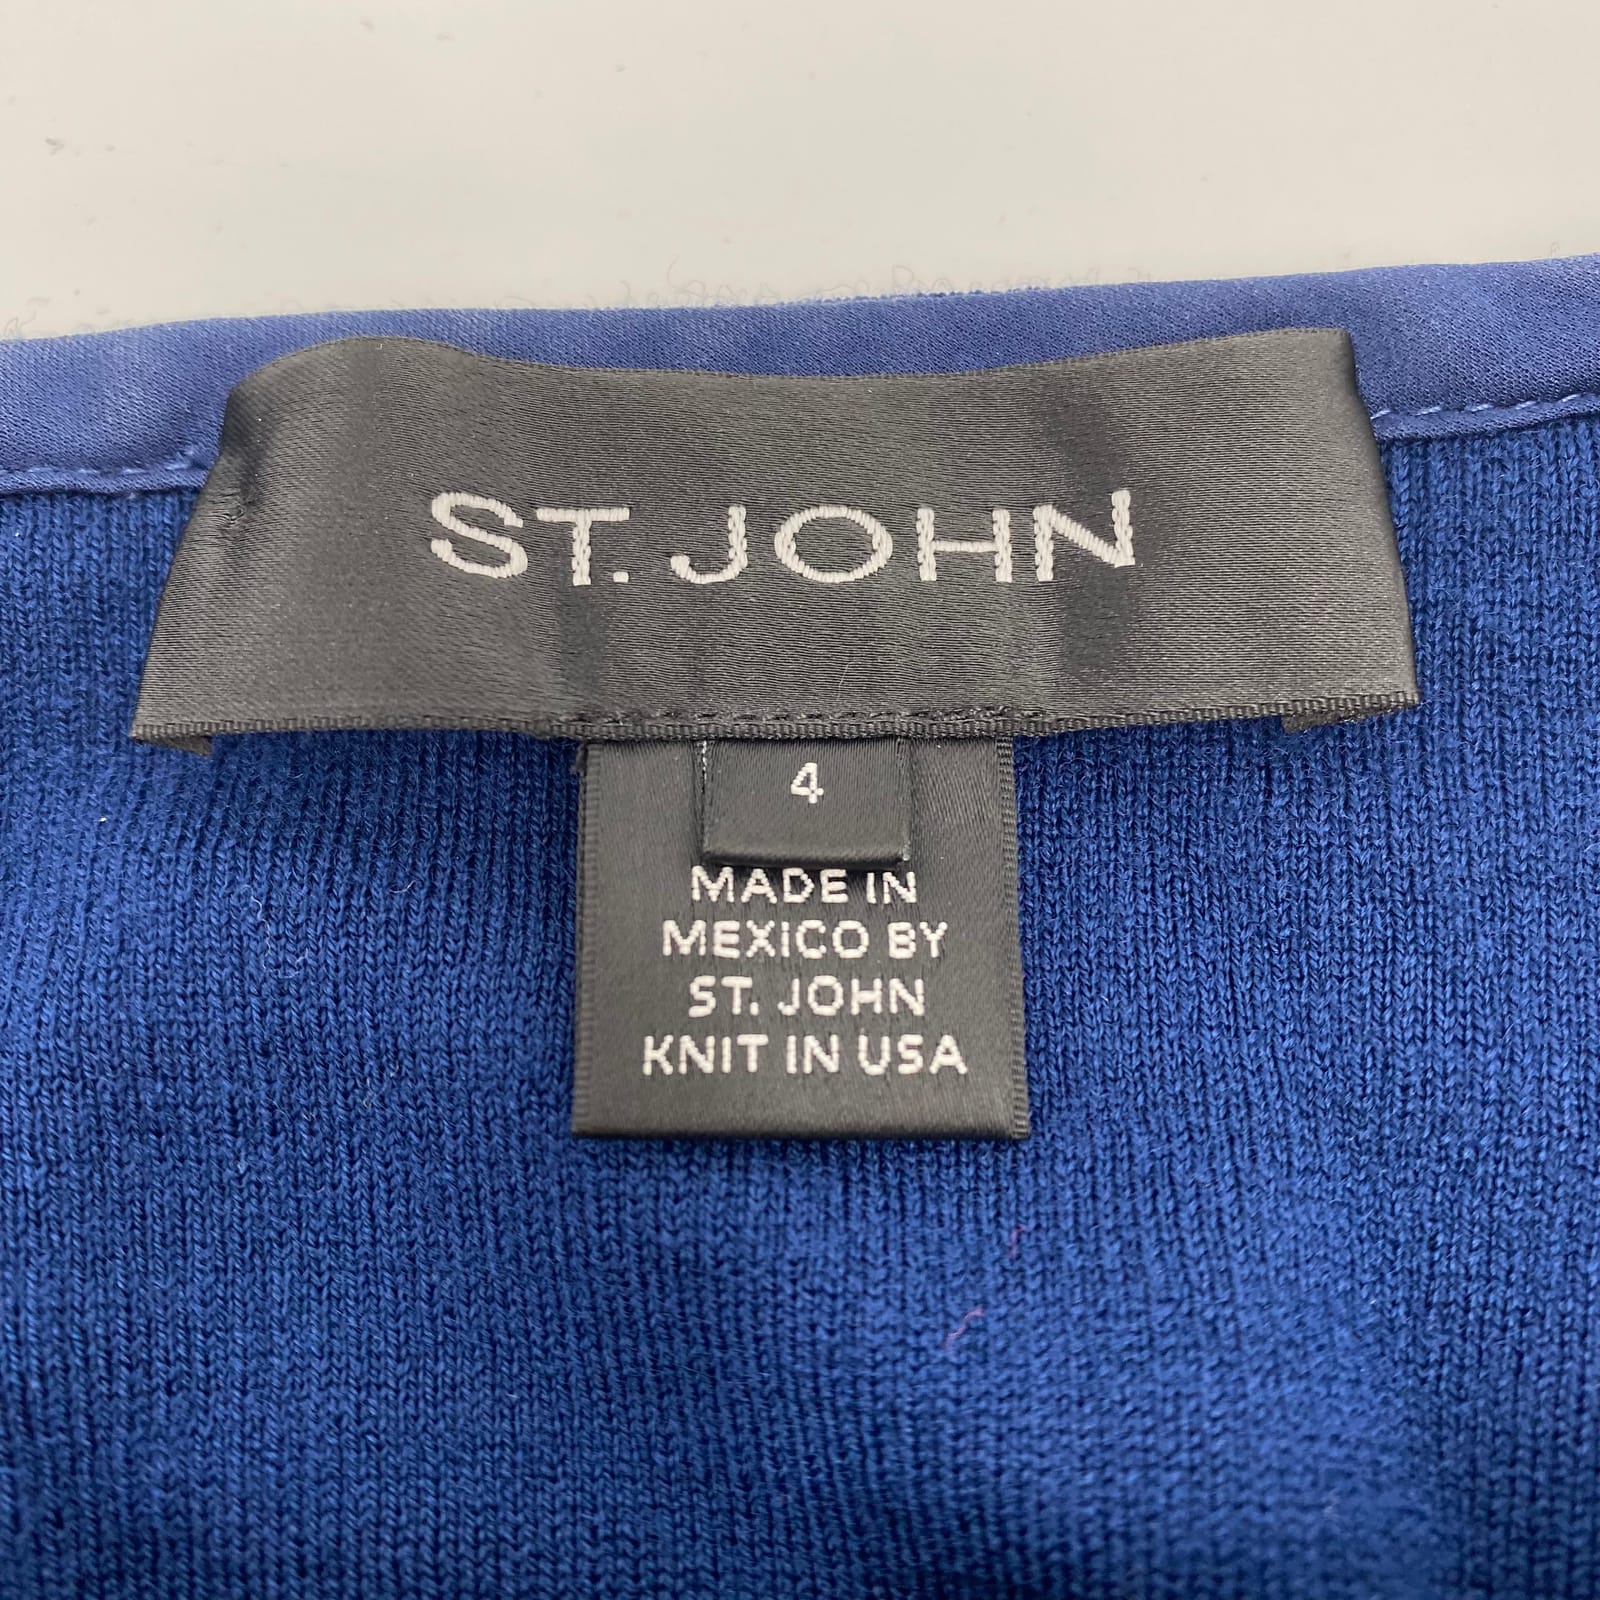 ST. JOHN
4
MADE IN
MEXICO BY
ST. JOHN
KNIT IN USA